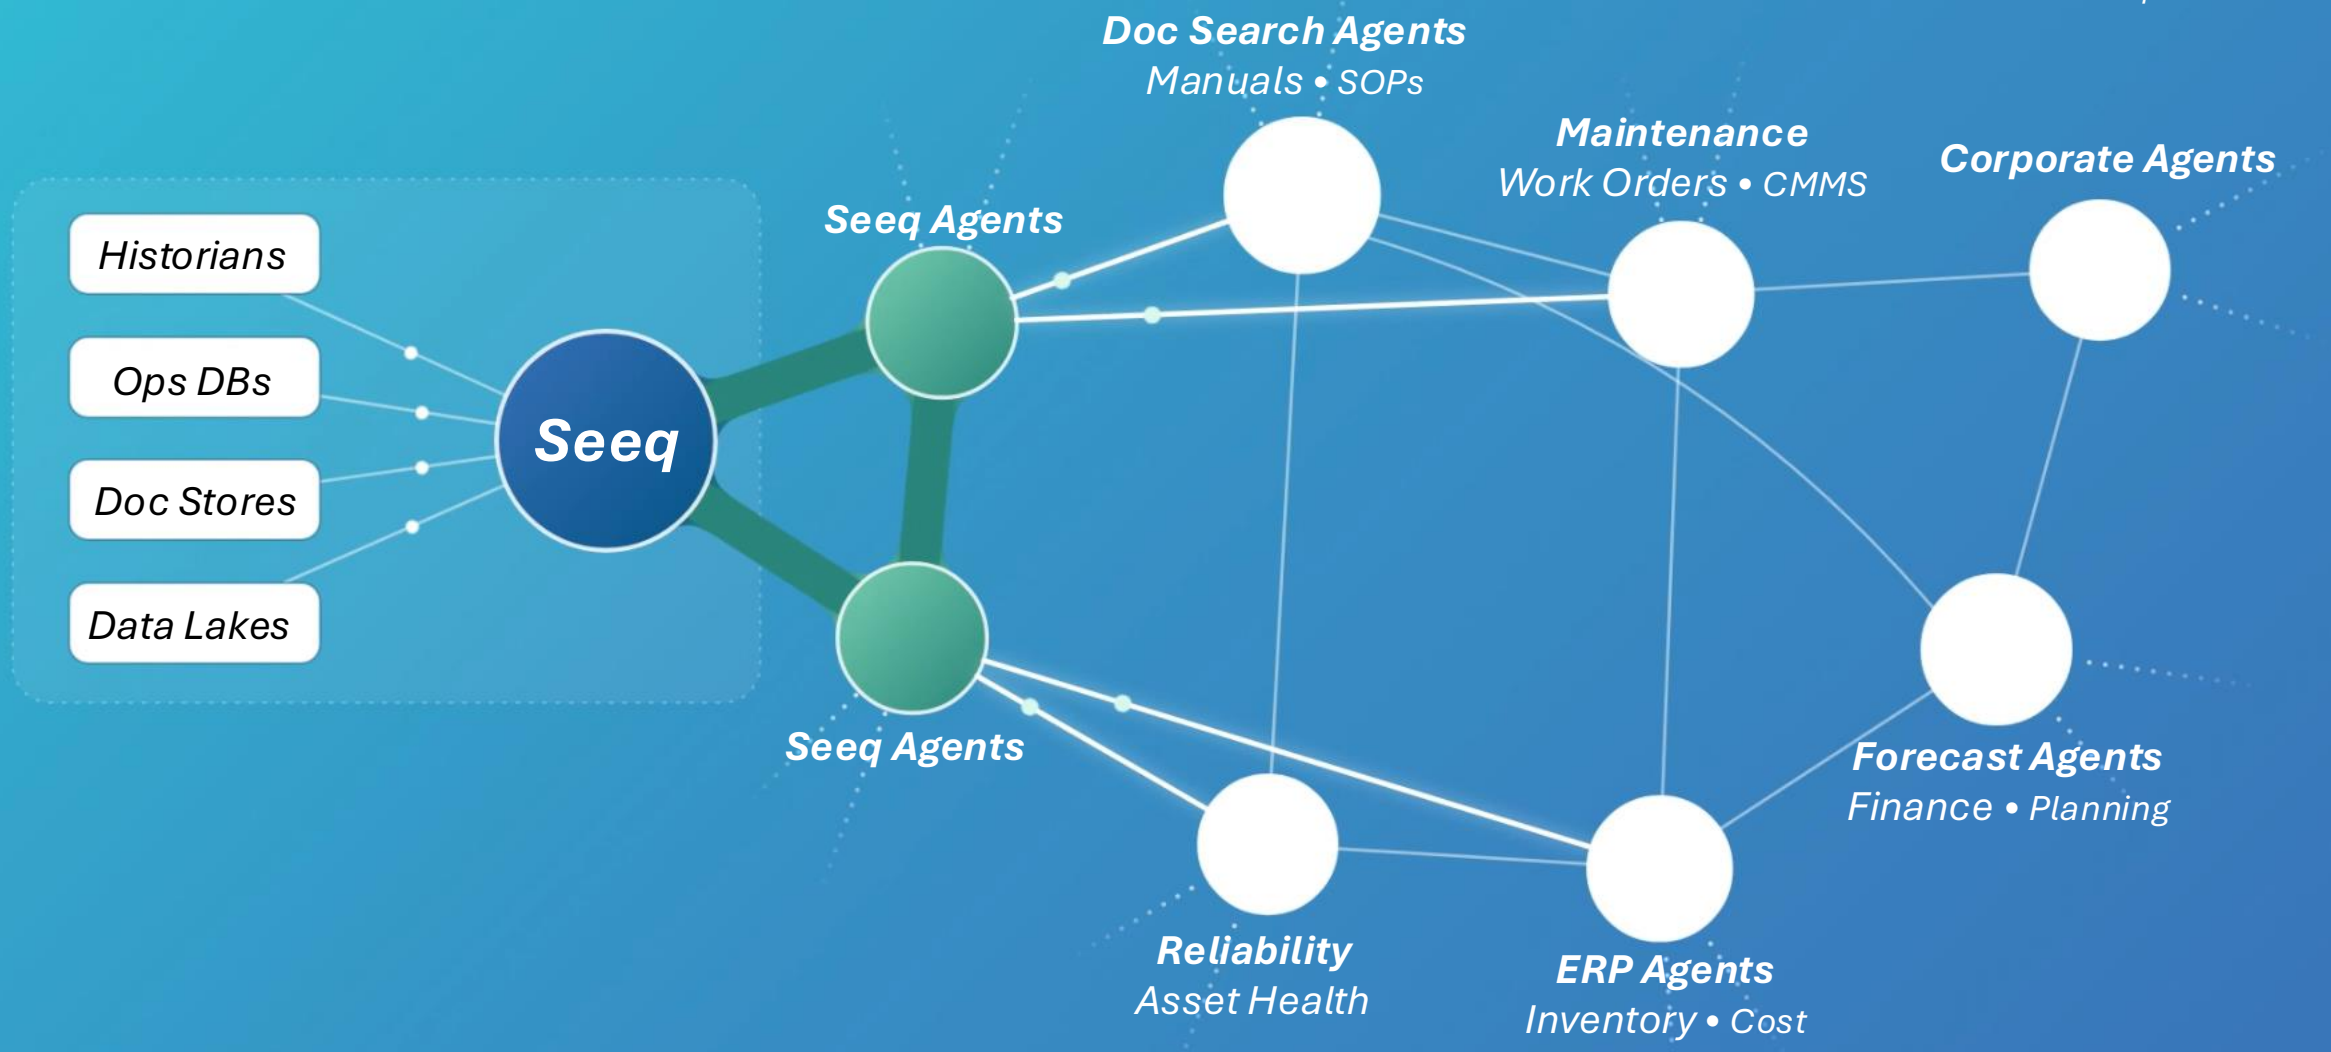 Doc Search Agents
Manuals • SOPs
Maintenance
Work Orders • CMMS
Corporate Agents
Seeq Agents
Historians
Ops DBs
Seeq
Doc Stores
Data Lakes
Seeq Agents
Forecast Agents
Finance • Planning
Reliability
Asset Health
ERP Agents
Inventory • Cost